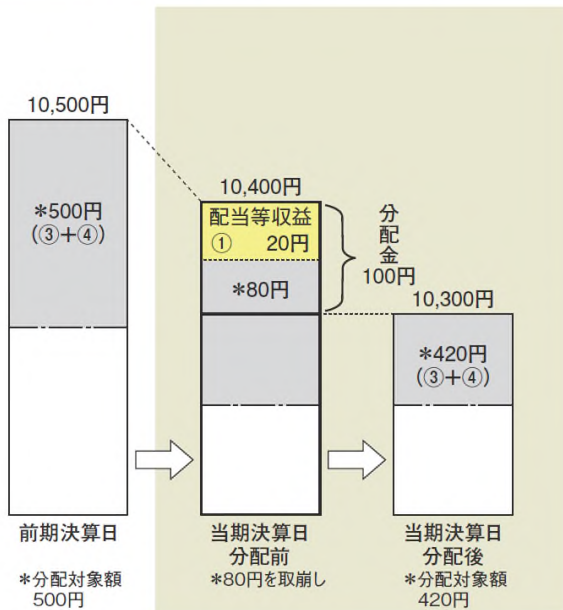 10,500円
*500円
(③+④)
前期決算日
*分配対象額
500円
10,400円
配当等収益
① 20円
*80円
分配金
100円
当期決算日
分配前
*80円を取崩し
10,300円
*420円
(③+④)
当期決算日
分配後
*分配対象額
420円